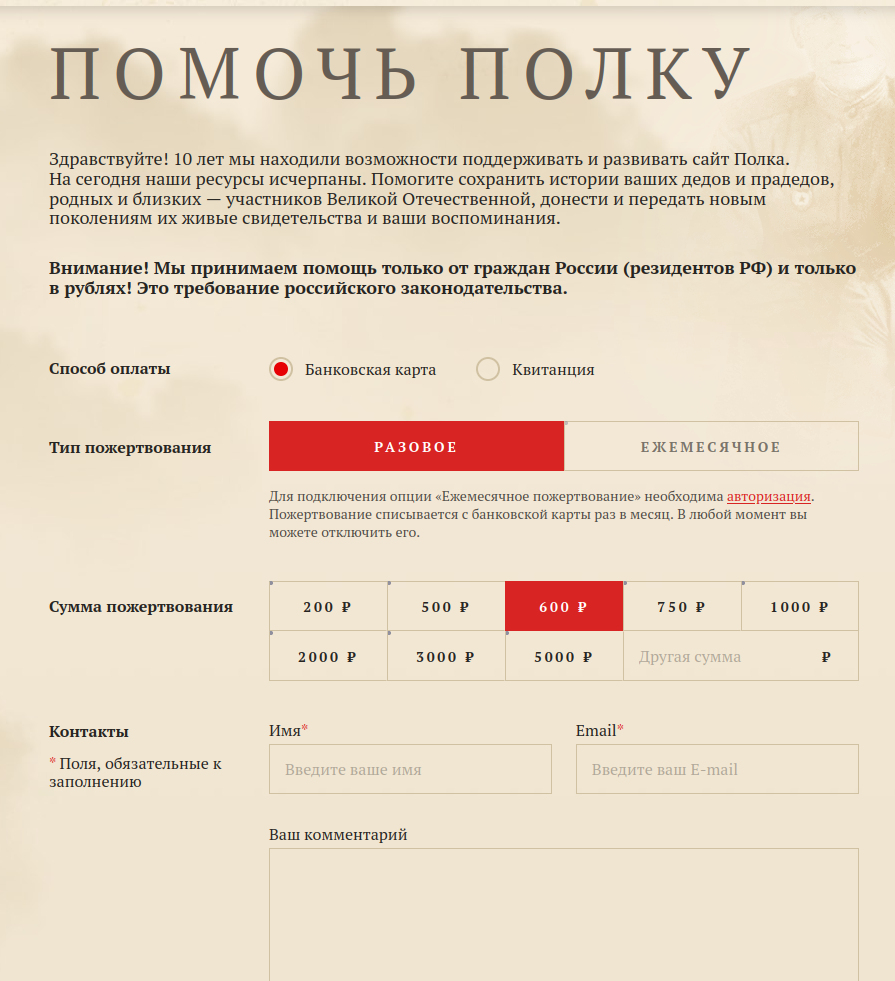 ПОМОЧЬ ПОЛКУ
Здравствуйте! 10 лет мы находили возможности поддерживать и развивать сайт Полка.
На сегодня наши ресурсы исчерпаны. Помогите сохранить истории ваших дедов и прадедов,
родных и близких — участников Великой Отечественной, донести и передать новым
поколениям их живые свидетельства и ваши воспоминания.
Внимание! Мы принимаем помощь только от граждан России (резидентов РФ) и только
в рублях! Это требование российского законодательства.
Способ оплаты
Банковская карта
Квитанция
Тип пожертвования
РАЗОВОЕ
ЕЖЕМЕСЯЧНОЕ
Для подключения опции «Ежемесячное пожертвование» необходима авторизация.
Пожертвование списывается с банковской карты раз в месяц. В любой момент вы
можете отключить его.
Сумма пожертвования
200 ₽
500 ₽
600 ₽
750 ₽
1000 ₽
2000 ₽
3000 ₽
5000 ₽
Другая сумма ₽
Контакты
* Поля, обязательные к
заполнению
Имя*
Введите ваше имя
Email*
Введите ваш E-mail
Ваш комментарий